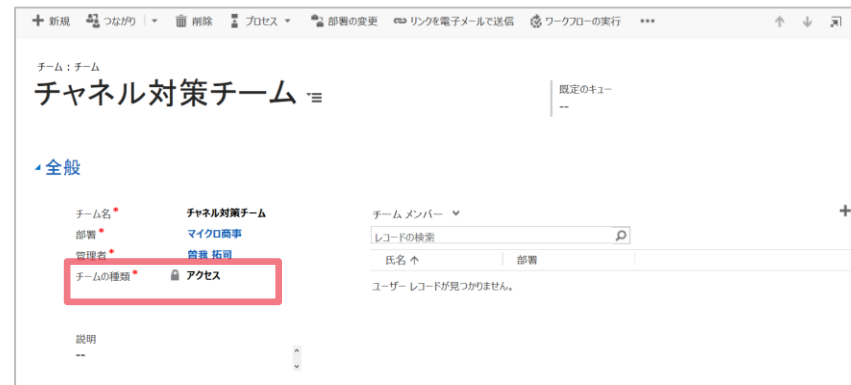 新規 つながり 削除 プロセス 部署の変更 リンクを電子メールで送信 ワークフローの実行 •••
チーム : チーム
チャネル対策チーム
既定のキュー
--
全般
チーム名* チャネル対策チーム
部署* マイクロ商事
管理者* 曽我 拓司
チームの種類* アクセス
説明
--
チーム メンバー
レコードの検索
氏名 ↑ 部署
ユーザー レコードが見つかりません。